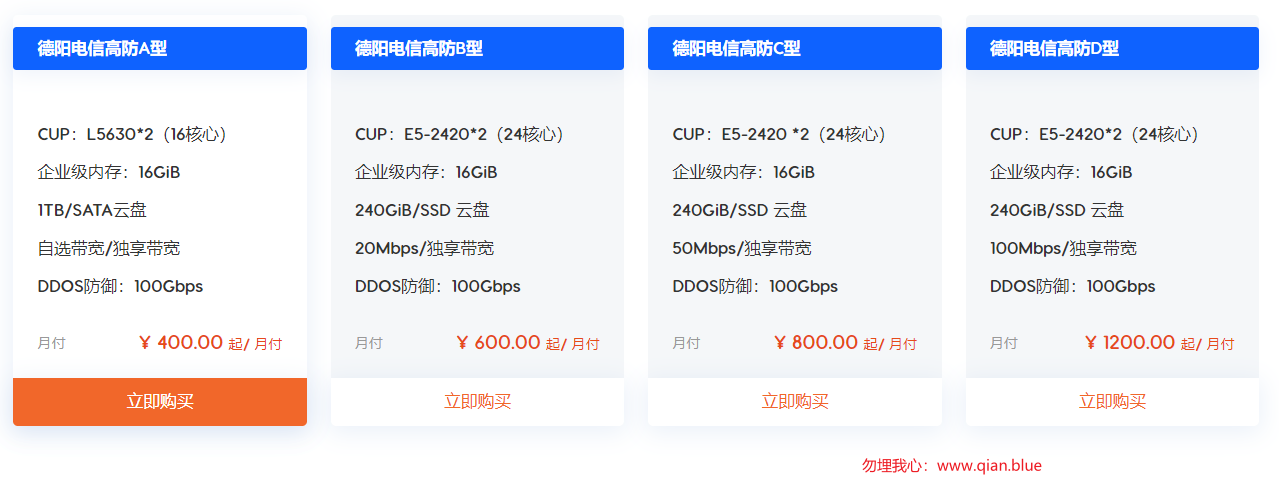 德阳电信高防A型
CUP：L5630*2（16核心）
企业级内存：16GiB
1TB/SATA云盘
自选带宽/独享带宽
DDOS防御：100Gbps
月付 ¥ 400.00 起/ 月付
立即购买
德阳电信高防B型
CUP：E5-2420*2（24核心）
企业级内存：16GiB
240GiB/SSD 云盘
20Mbps/独享带宽
DDOS防御：100Gbps
月付 ¥ 600.00 起/ 月付
立即购买
德阳电信高防C型
CUP：E5-2420 *2（24核心）
企业级内存：16GiB
240GiB/SSD 云盘
50Mbps/独享带宽
DDOS防御：100Gbps
月付 ¥ 800.00 起/ 月付
立即购买
德阳电信高防D型
CUP：E5-2420*2（24核心）
企业级内存：16GiB
240GiB/SSD 云盘
100Mbps/独享带宽
DDOS防御：100Gbps
月付 ¥ 1200.00 起/ 月付
立即购买
勿埋我心：www.qian.blue